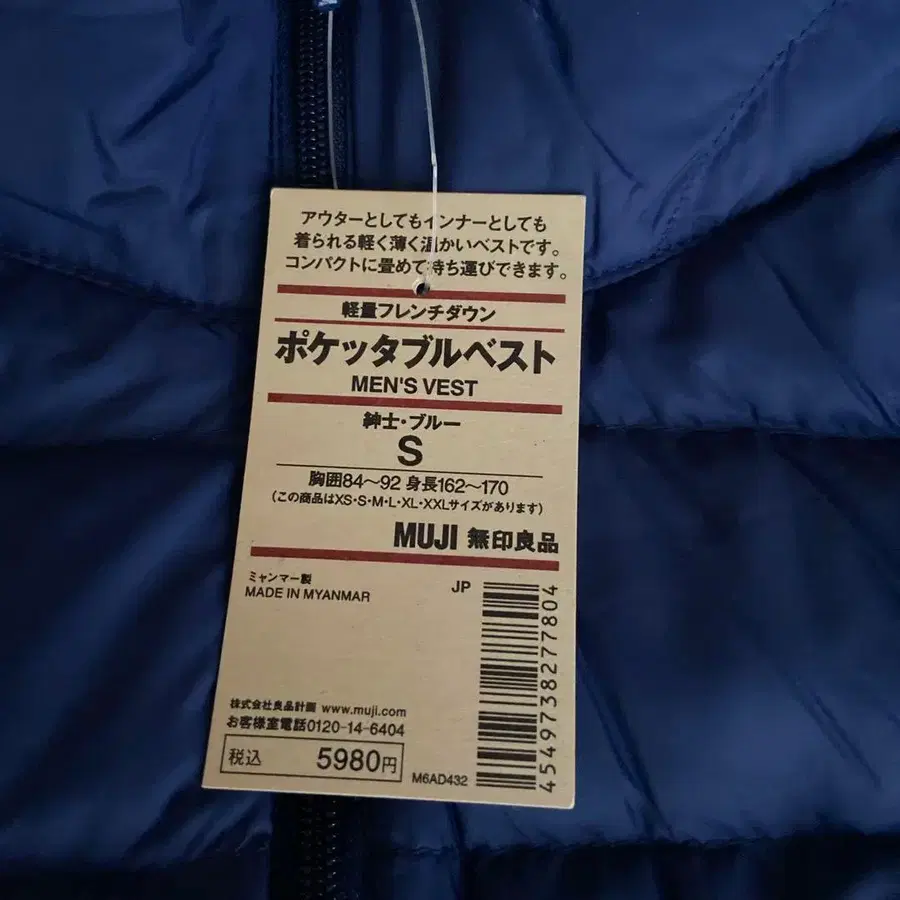 アウターとしてもインナーとしても
着られる軽く薄く温かいベストです。
コンパクトに畳めて持ち運びできます。
軽量フレンチダウン
ポケッタブルベスト
MEN'S VEST
紳士・ブルー
S
胸囲84〜92 身長162〜170
(この商品はXS・S・M・L・XL・XXLサイズがあります)
MUJI 無印良品
ミャンマー製
MADE IN MYANMAR
JP
4549738277804
株式会社良品計画 www.muji.com
お客様室電話0120-14-6404
税込 5980円
M6AD432